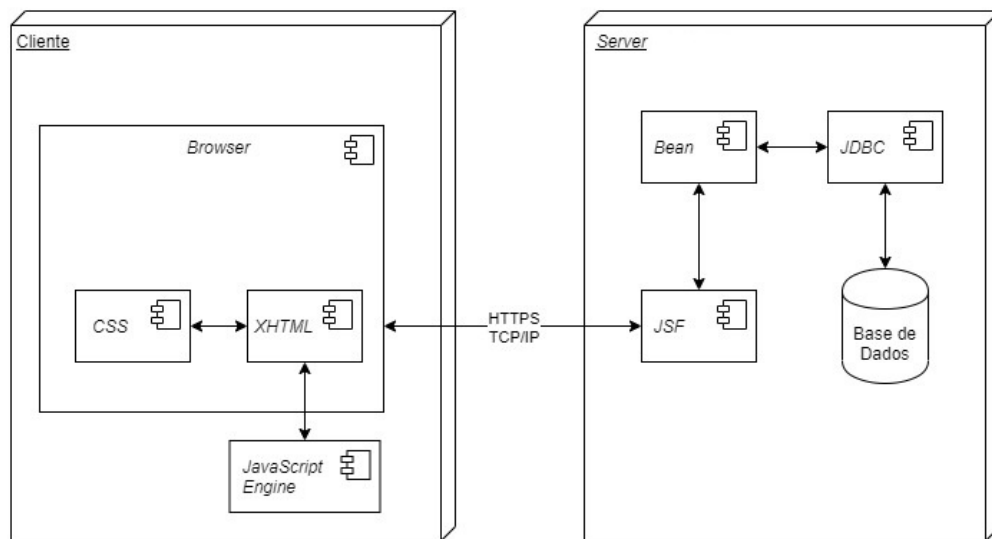 Cliente
Browser
CSS
XHTML
JavaScript
Engine
HTTPS
TCP/IP
Server
Bean
JDBC
JSF
Base de
Dados